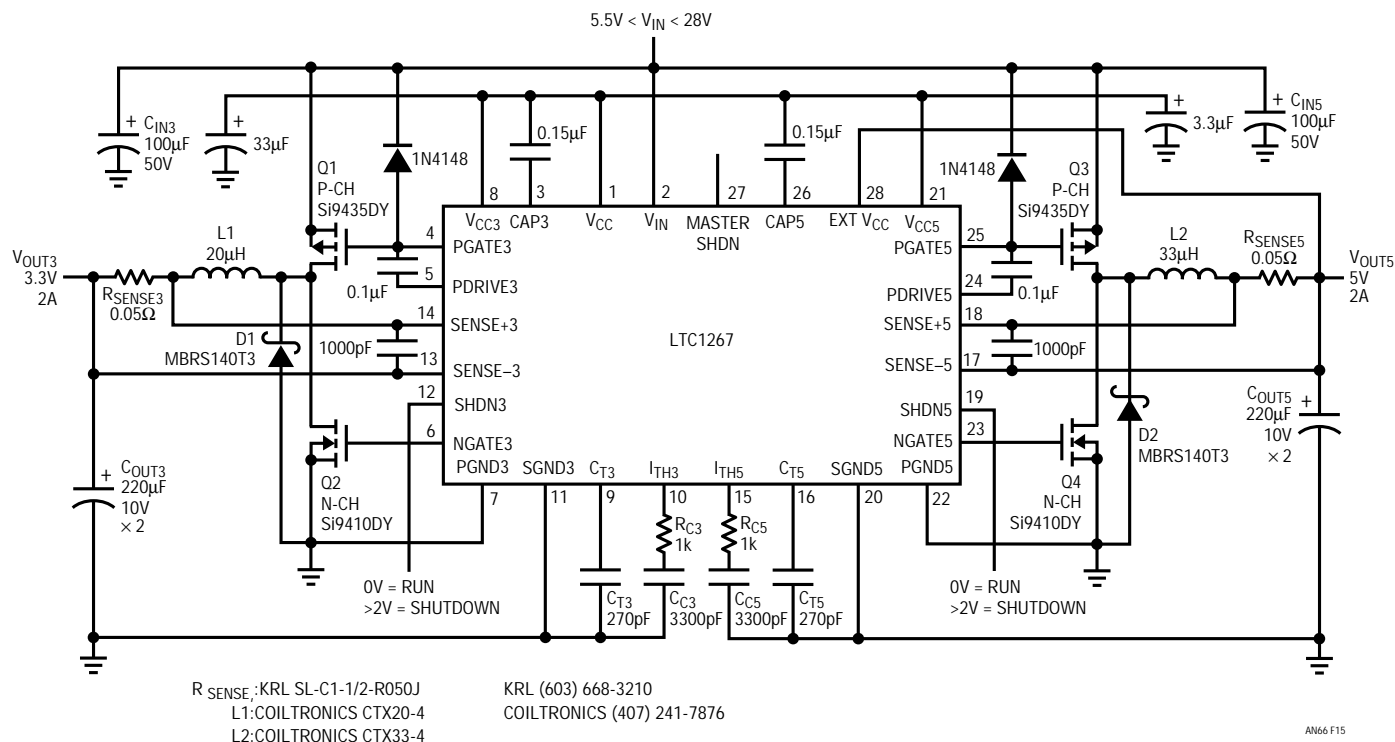 5.5V < VIN < 28V
CIN3
100µF
50V
33µF
Q1
P-CH
Si9435DY
1N4148
0.15µF
0.15µF
1N4148
Q3
P-CH
Si9435DY
3.3µF
CIN5
100µF
50V
8
3
1
2
27
26
28
21
VCC3
CAP3
VCC
VIN
MASTER
SHDN
CAP5
EXT VCC
VCC5
VOUT3
3.3V
2A
RSENSE3
0.05Ω
L1
20µH
4
PGATE3
5
PDRIVE3
0.1µF
14
SENSE+3
1000pF
13
SENSE–3
12
SHDN3
6
NGATE3
D1
MBRS140T3
LTC1267
25
PGATE5
24
PDRIVE5
0.1µF
18
SENSE+5
1000pF
17
SENSE–5
19
SHDN5
23
NGATE5
L2
33µH
RSENSE5
0.05Ω
VOUT5
5V
2A
COUT5
220µF
10V
× 2
D2
MBRS140T3
COUT3
220µF
10V
× 2
Q2
N-CH
Si9410DY
Q4
N-CH
Si9410DY
PGND3
SGND3
CT3
ITH3
ITH5
CT5
SGND5
PGND5
7
11
9
10
15
16
20
22
RC3
1k
RC5
1k
0V = RUN
>2V = SHUTDOWN
CT3
270pF
CC3
3300pF
CC5
3300pF
CT5
270pF
0V = RUN
>2V = SHUTDOWN
R SENSE,:KRL SL-C1-1/2-R050J
L1:COILTRONICS CTX20-4
L2:COILTRONICS CTX33-4
KRL (603) 668-3210
COILTRONICS (407) 241-7876
AN66 F15